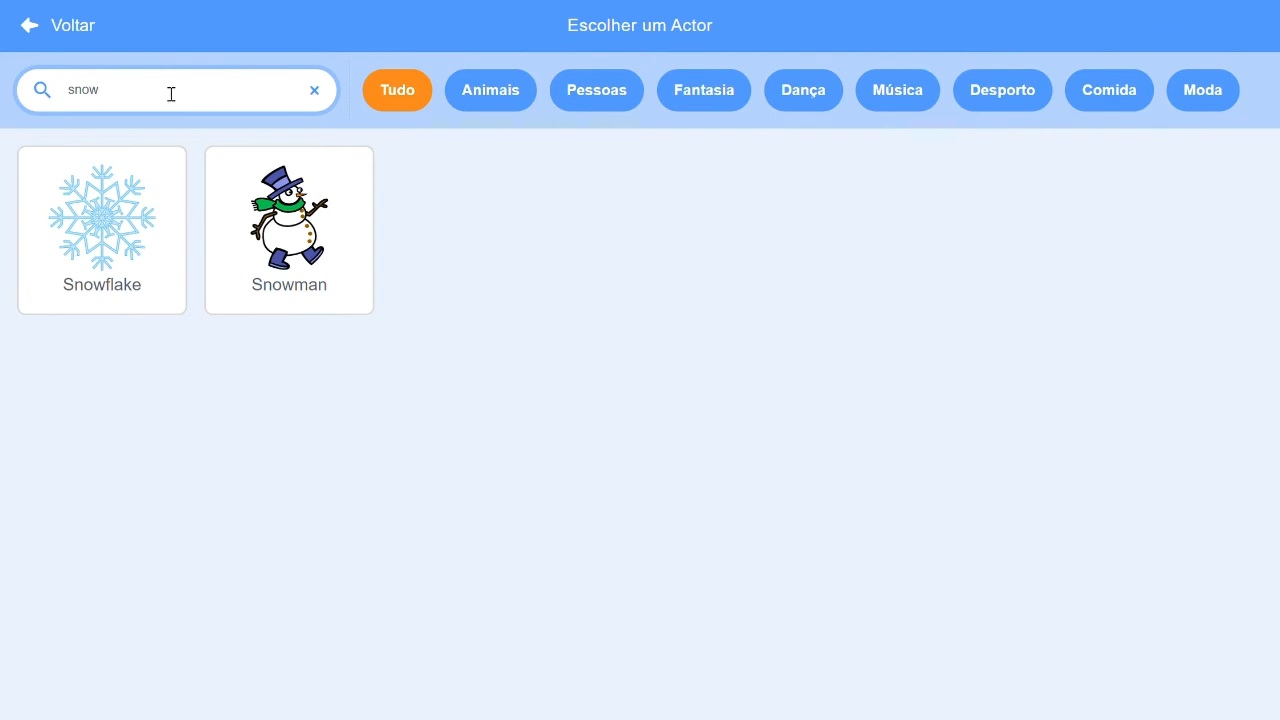 Voltar
Escolher um Actor
snow
Tudo
Animais
Pessoas
Fantasia
Dança
Música
Desporto
Comida
Moda
Snowflake
Snowman